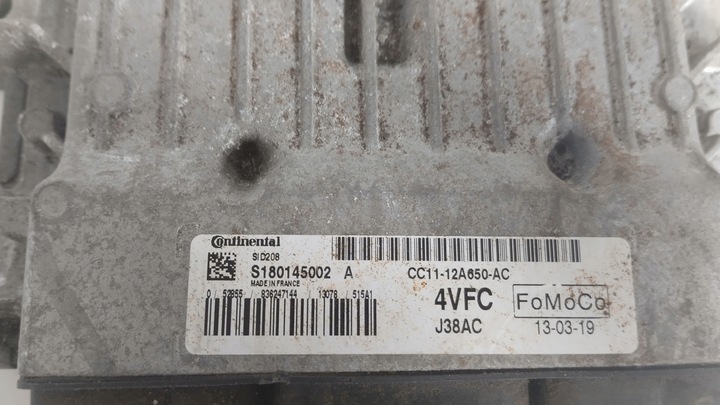 Continental
SID208
S180145002 A
MADE IN FRANCE
CC11-12A650-AC
0 / 52855 / 836247144 / 13078 / 515A1
4VFC FoMoCo
J38AC 13-03-19